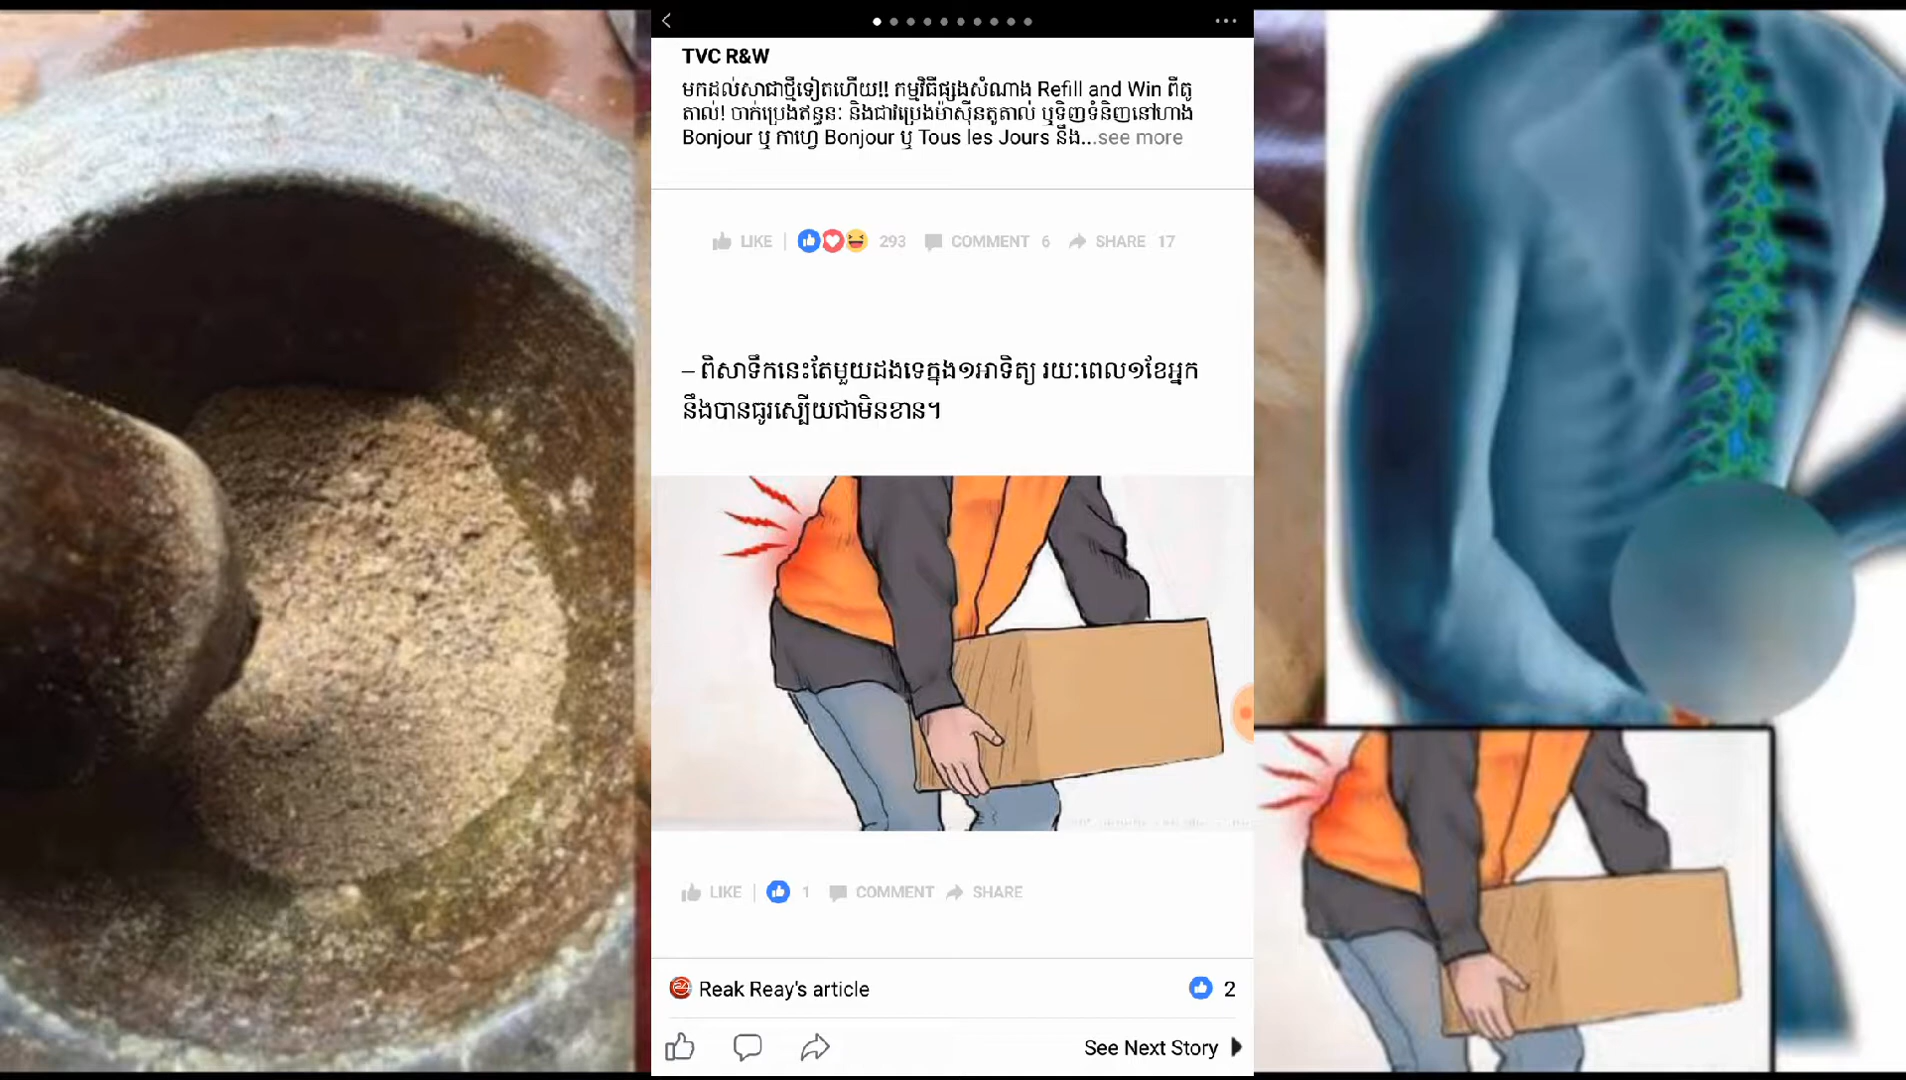 TVC R&W
មកដល់សាជាថ្មីទៀតហើយ!! កម្មវិធីផ្សងសំណាង Refill and Win ពីតូ
តាល់! ចាក់ប្រេងឥន្ធនៈ និងជាវប្រេងម៉ាស៊ីនតូតាល់ ឬទិញទំនិញនៅហាង
Bonjour ឬ កាហ្វេ Bonjour ឬ Tous les Jours នឹង...see more
LIKE 293 COMMENT 6 SHARE 17
– ពិសាទឹកនេះតែមួយដងទេក្នុង១អាទិត្យ រយៈពេល១ខែអ្នក
នឹងបានធូរស្បើយជាមិនខាន។
LIKE 1 COMMENT SHARE
Reak Reay's article 2
See Next Story